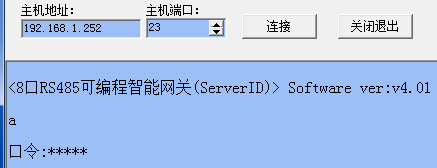 主机地址: 主机端口:
192.168.1.252 23 连接 关闭退出
<8口RS485可编程智能网关(ServerID)> Software ver:v4.01
a
口令:*****